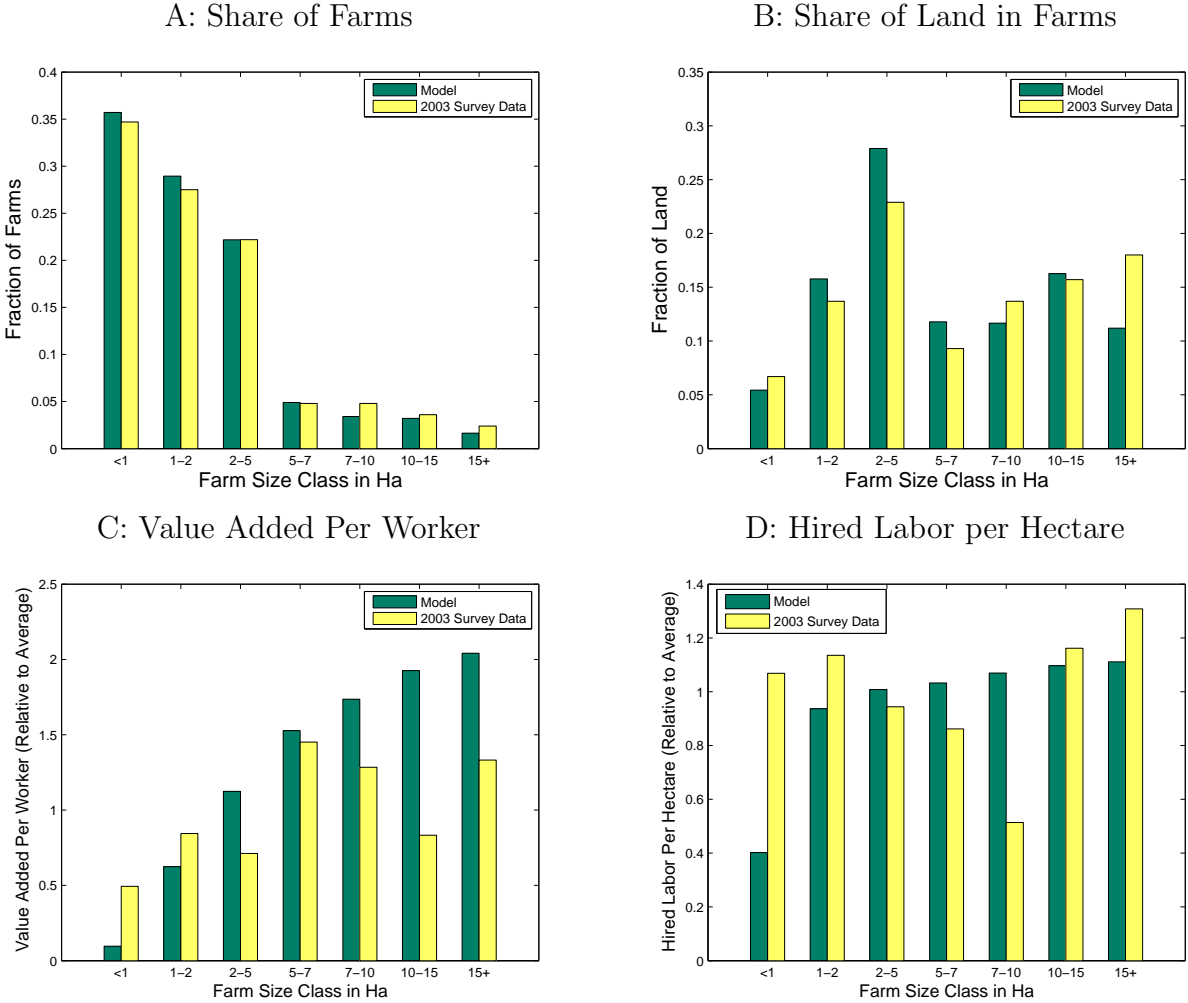 A: Share of Farms
0.4
0.35
0.3
0.25
0.2
0.15
0.1
0.05
0
Fraction of Farms
Model
2003 Survey Data
<1 1−2 2−5 5−7 7−10 10−15 15+
Farm Size Class in Ha
B: Share of Land in Farms
0.35
0.3
0.25
0.2
0.15
0.1
0.05
0
Fraction of Land
Model
2003 Survey Data
<1 1−2 2−5 5−7 7−10 10−15 15+
Farm Size Class in Ha
C: Value Added Per Worker
2.5
2
1.5
1
0.5
0
Value Added Per Worker (Relative to Average)
Model
2003 Survey Data
<1 1−2 2−5 5−7 7−10 10−15 15+
Farm Size Class in Ha
D: Hired Labor per Hectare
1.4
1.2
1
0.8
0.6
0.4
0.2
0
Hired Labor Per Hectare (Relative to Average)
Model
2003 Survey Data
<1 1−2 2−5 5−7 7−10 10−15 15+
Farm Size Class in Ha